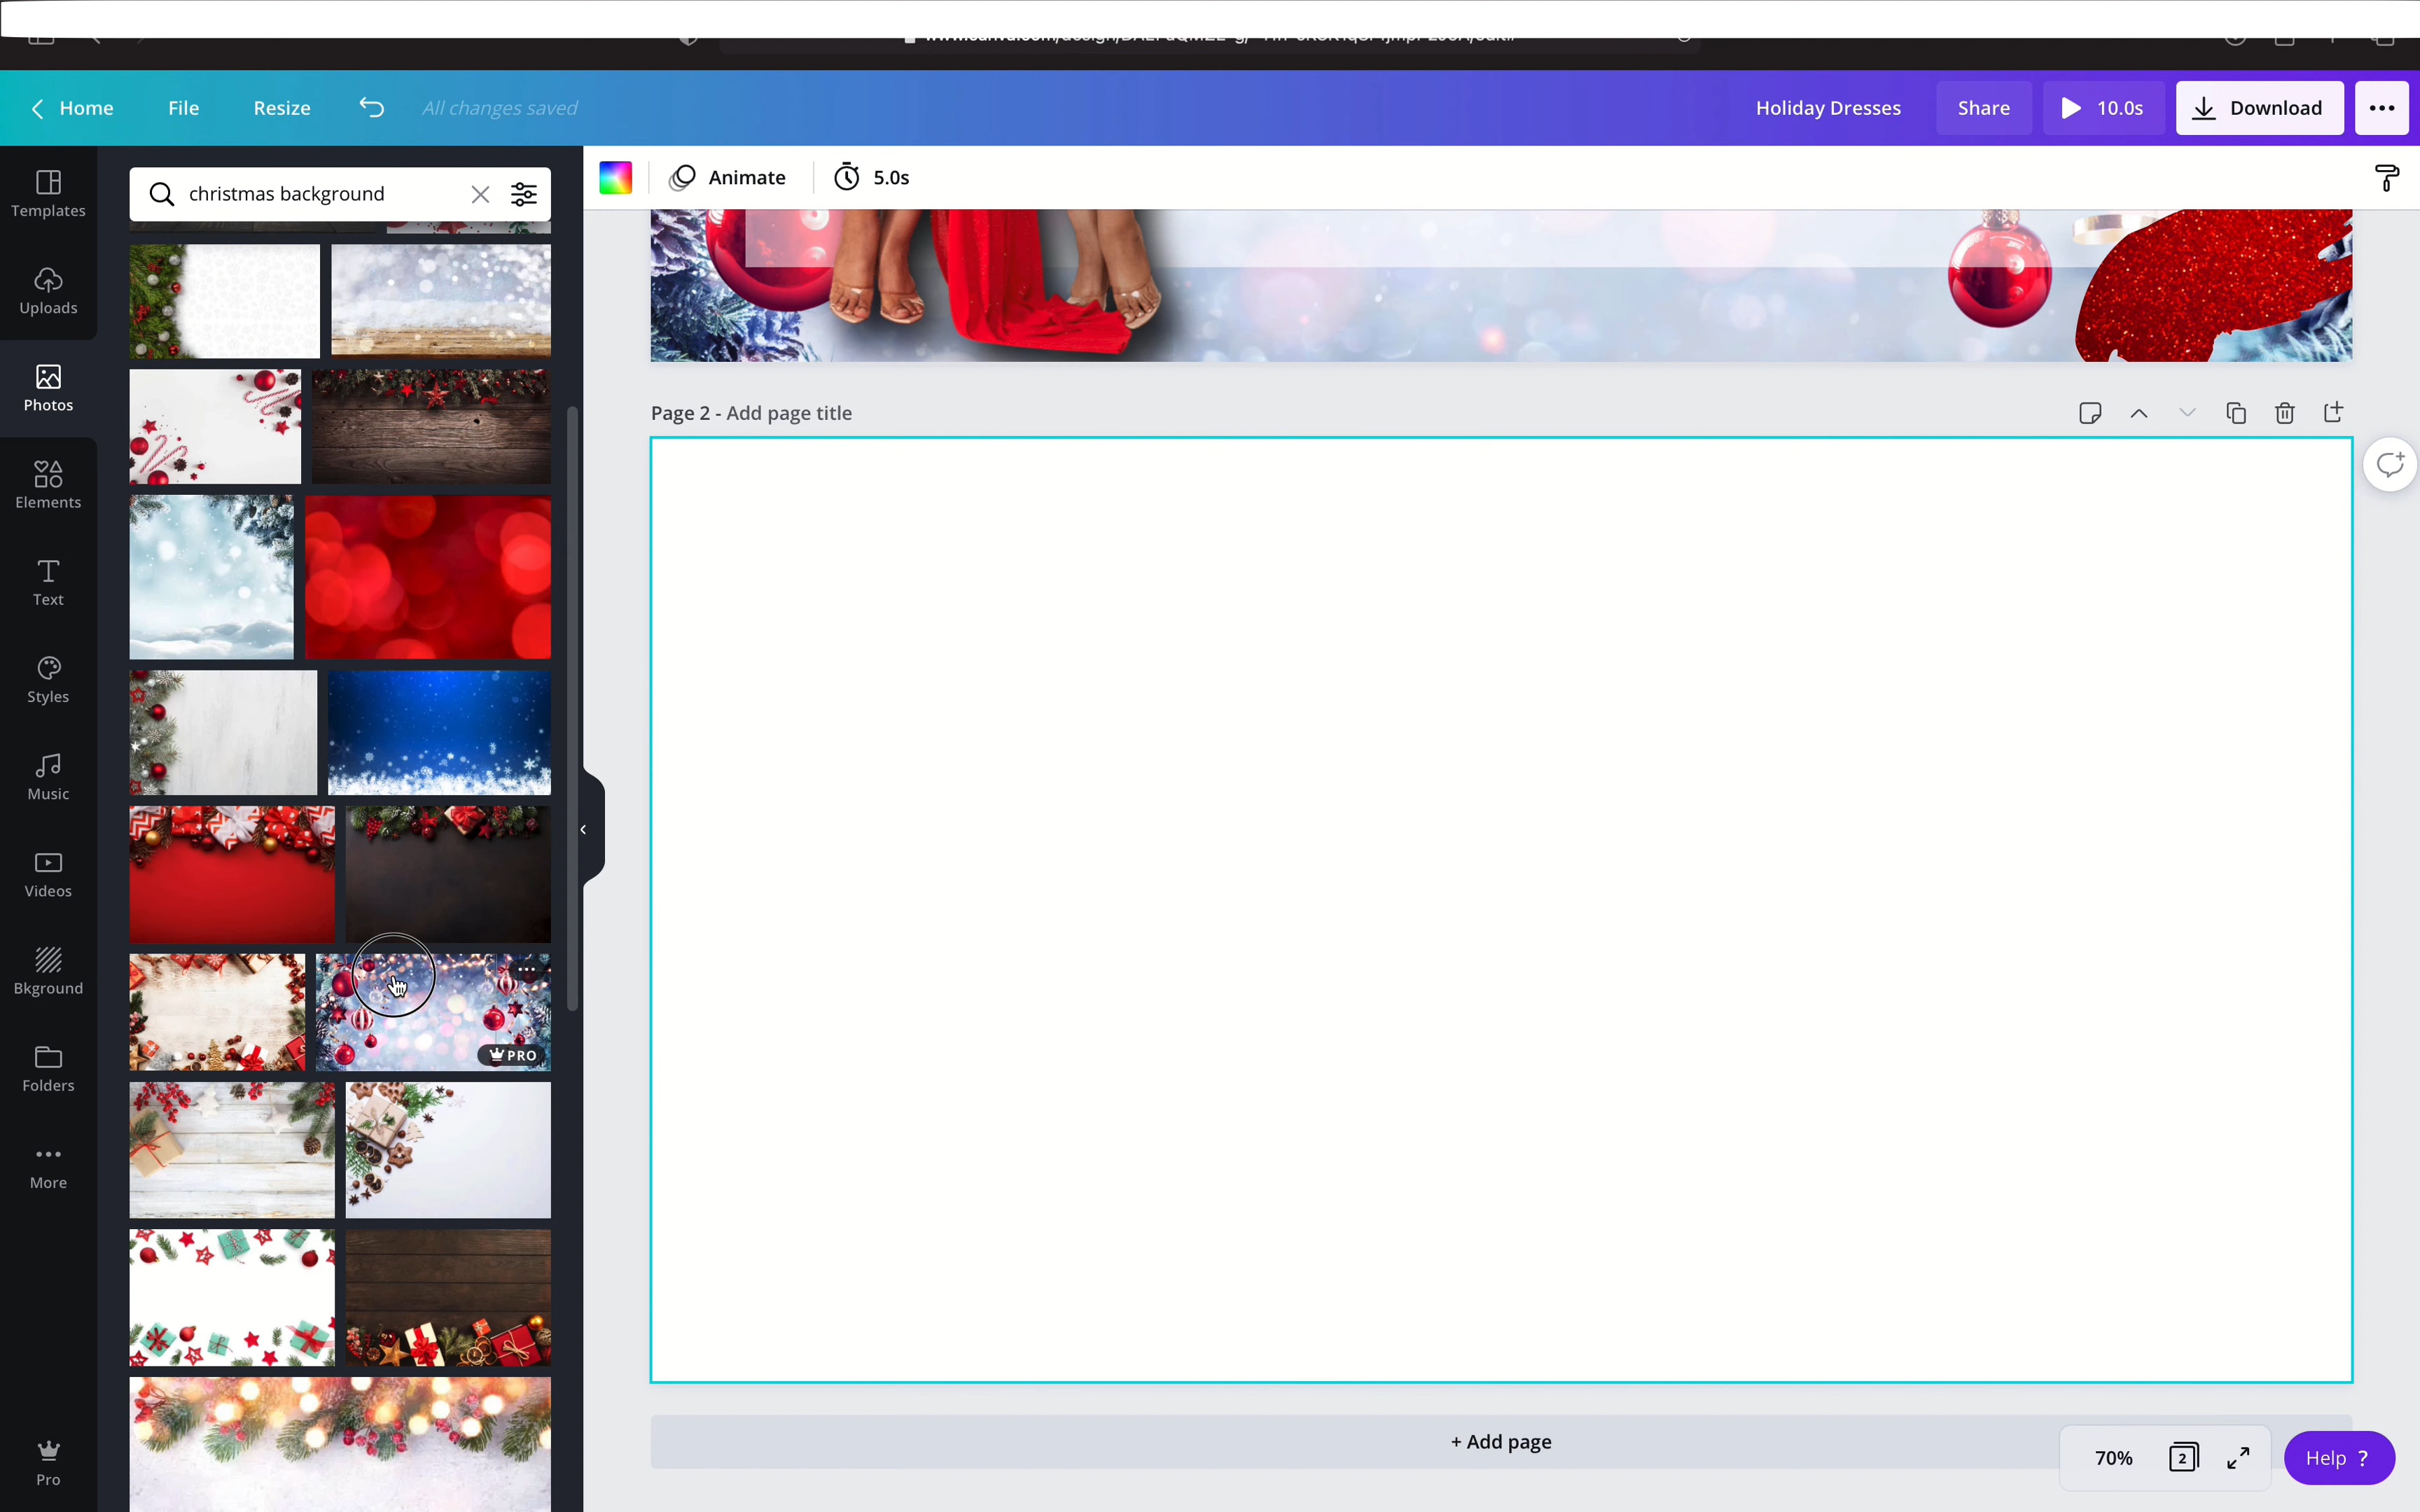 Home
File
Resize
All changes saved
Holiday Dresses
Share
10.0s
Download
Templates
Uploads
Photos
Elements
Text
Styles
Music
Videos
Bkground
Folders
More
Pro
christmas background
PRO
Animate
5.0s
Page 2 - Add page title
+ Add page
70%
2
Help ?